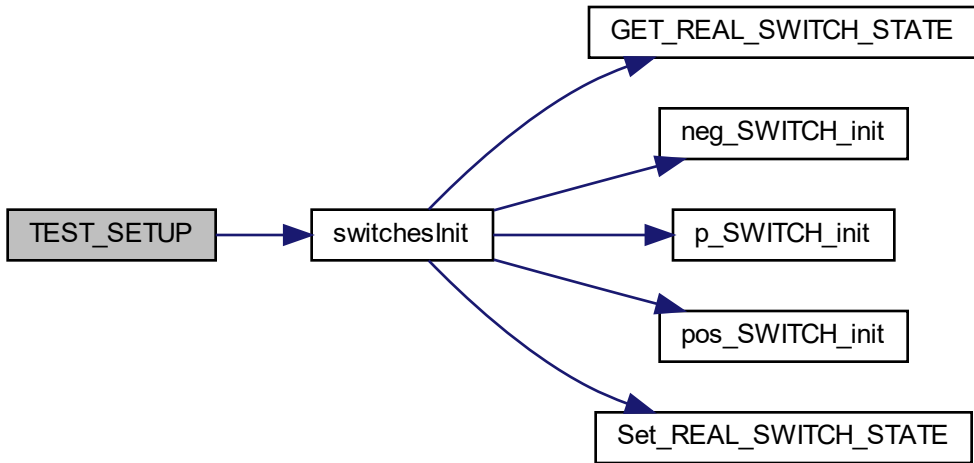 GET_REAL_SWITCH_STATE
neg_SWITCH_init
TEST_SETUP
switchesInit
p_SWITCH_init
pos_SWITCH_init
Set_REAL_SWITCH_STATE